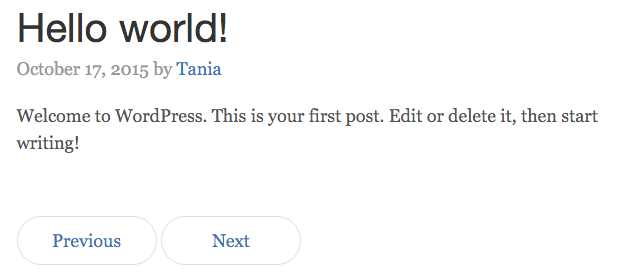 Hello world!
October 17, 2015 by Tania
Welcome to WordPress. This is your first post. Edit or delete it, then start
writing!
Previous Next